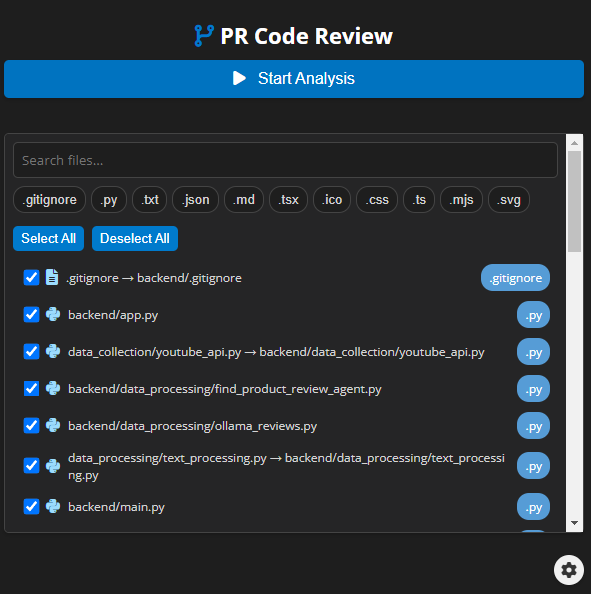 PR Code Review
Start Analysis
Search files...
.gitignore .py .txt .json .md .tsx .ico .css .ts .mjs .svg
Select All Deselect All
.gitignore → backend/.gitignore .gitignore
backend/app.py .py
data_collection/youtube_api.py → backend/data_collection/youtube_api.py .py
backend/data_processing/find_product_review_agent.py .py
backend/data_processing/ollama_reviews.py .py
data_processing/text_processing.py → backend/data_processing/text_processi
ng.py .py
backend/main.py .py